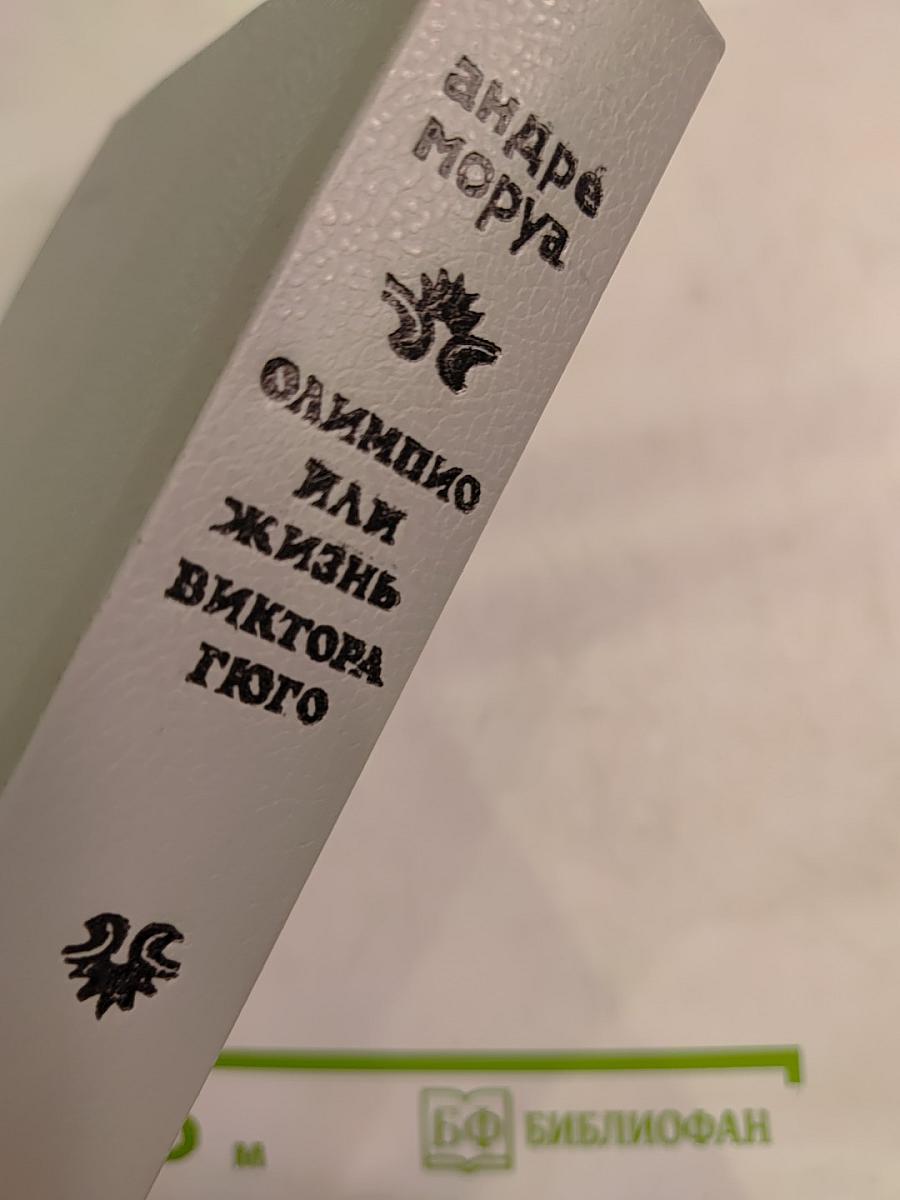 андре
моруа
ОЛИМПИО
ИЛИ
ЖИЗНЬ
ВИКТОРА
ГЮГО
м
БФ БИБЛИОФАН